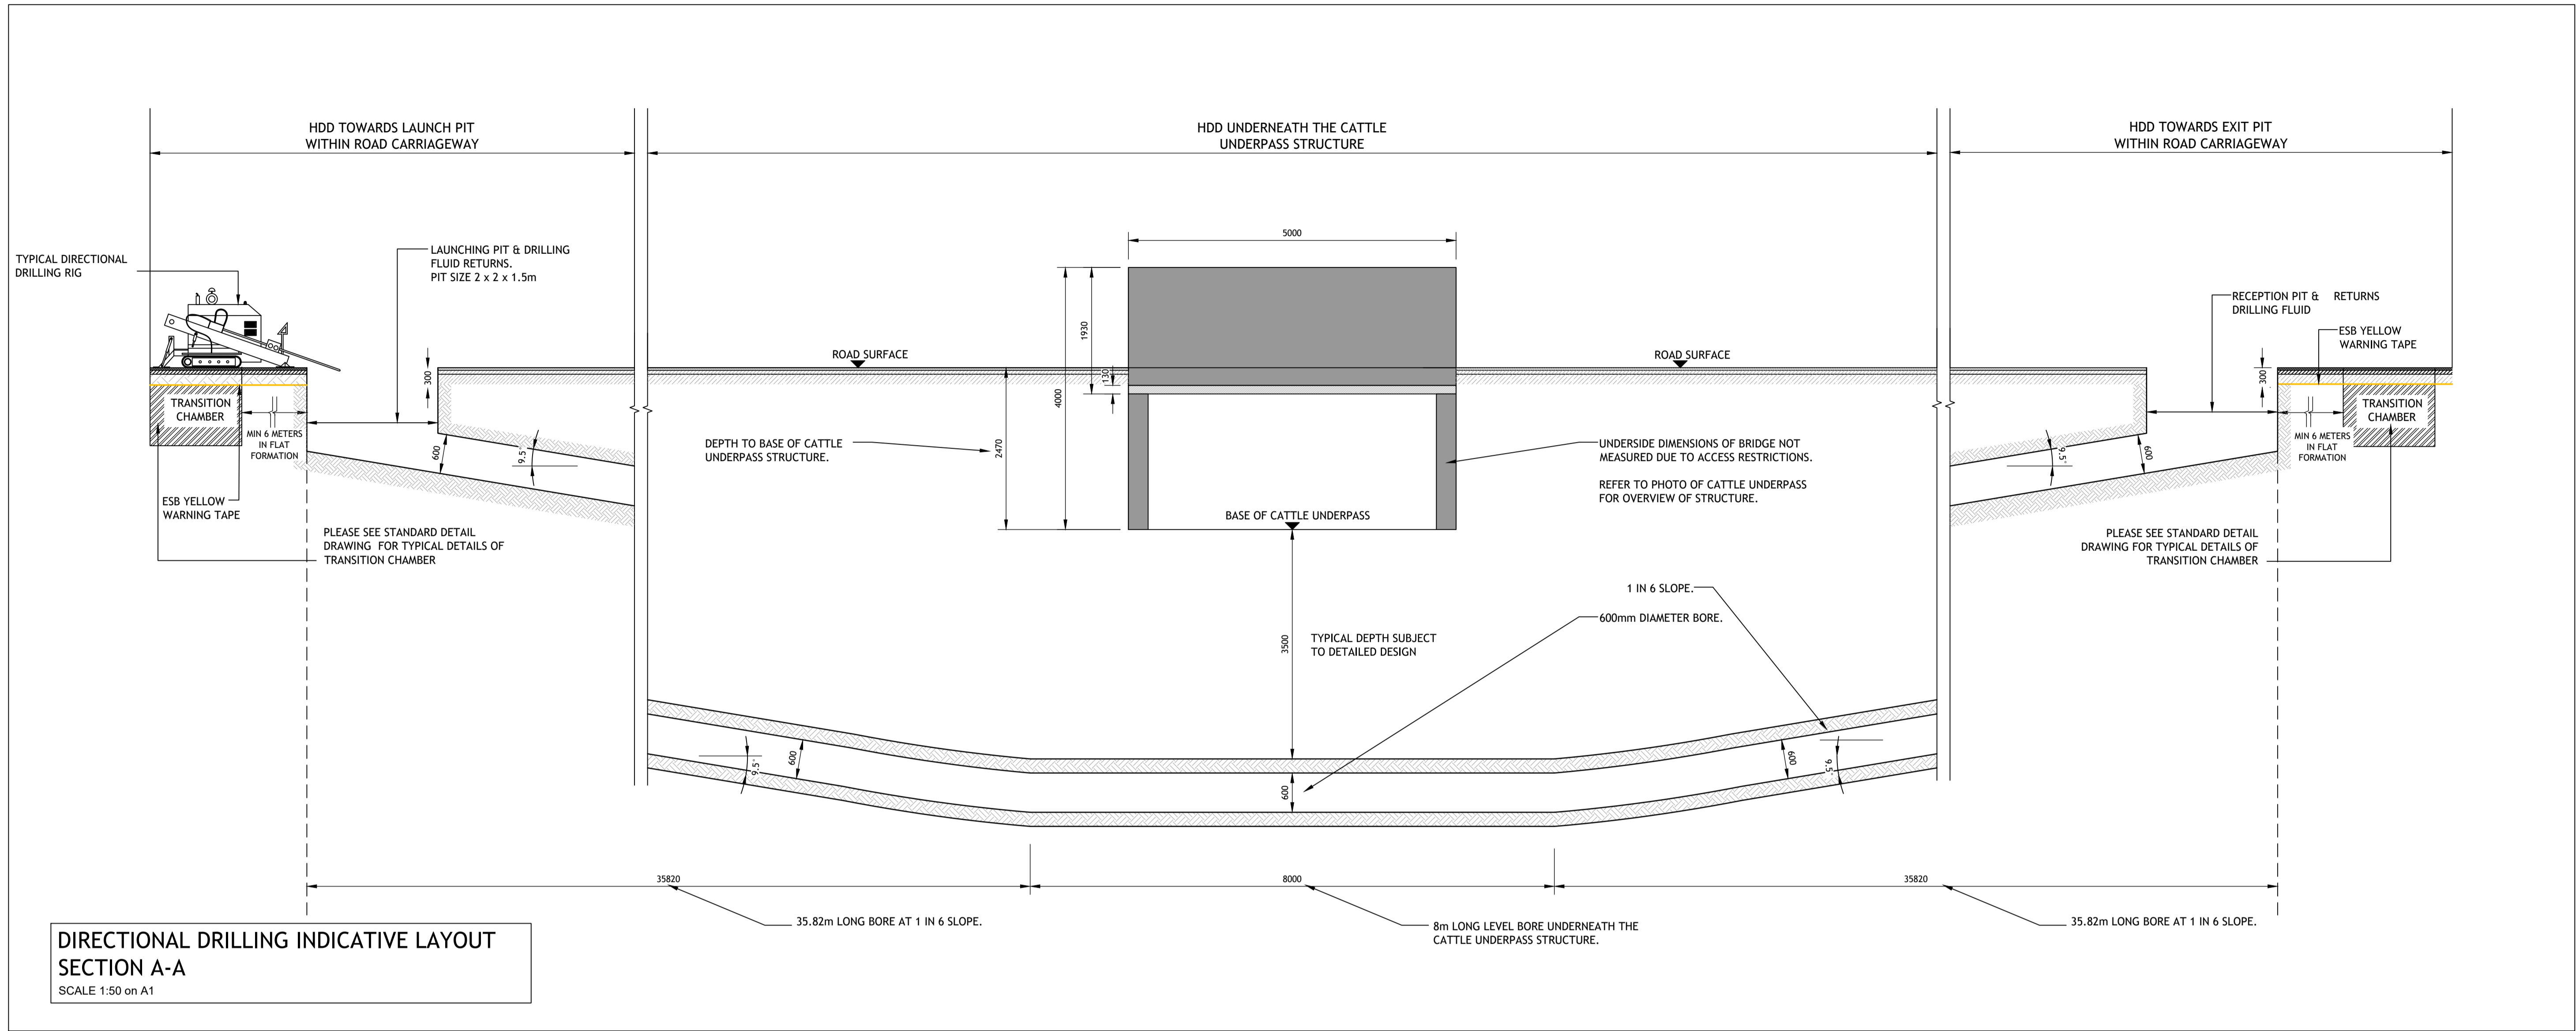 HDD TOWARDS LAUNCH PIT
WITHIN ROAD CARRIAGEWAY
HDD UNDERNEATH THE CATTLE
UNDERPASS STRUCTURE
HDD TOWARDS EXIT PIT
WITHIN ROAD CARRIAGEWAY
TYPICAL DIRECTIONAL
DRILLING RIG
LAUNCHING PIT & DRILLING
FLUID RETURNS.
PIT SIZE 2 x 2 x 1.5m
5000
RECEPTION PIT & RETURNS
DRILLING FLUID
ESB YELLOW
WARNING TAPE
ROAD SURFACE
ROAD SURFACE
300
1930
130
4000
2470
300
TRANSITION
CHAMBER
MIN 6 METERS
IN FLAT
FORMATION
600
9.5°
DEPTH TO BASE OF CATTLE
UNDERPASS STRUCTURE.
UNDERSIDE DIMENSIONS OF BRIDGE NOT
MEASURED DUE TO ACCESS RESTRICTIONS.
REFER TO PHOTO OF CATTLE UNDERPASS
FOR OVERVIEW OF STRUCTURE.
9.5°
600
MIN 6 METERS
IN FLAT
FORMATION
TRANSITION
CHAMBER
ESB YELLOW
WARNING TAPE
BASE OF CATTLE UNDERPASS
PLEASE SEE STANDARD DETAIL
DRAWING FOR TYPICAL DETAILS OF
TRANSITION CHAMBER
PLEASE SEE STANDARD DETAIL
DRAWING FOR TYPICAL DETAILS OF
TRANSITION CHAMBER
1 IN 6 SLOPE.
600mm DIAMETER BORE.
3500
TYPICAL DEPTH SUBJECT
TO DETAILED DESIGN
9.5°
600
600
600
9.5°
35820
8000
35820
35.82m LONG BORE AT 1 IN 6 SLOPE.
8m LONG LEVEL BORE UNDERNEATH THE
CATTLE UNDERPASS STRUCTURE.
35.82m LONG BORE AT 1 IN 6 SLOPE.
DIRECTIONAL DRILLING INDICATIVE LAYOUT
SECTION A-A
SCALE 1:50 on A1